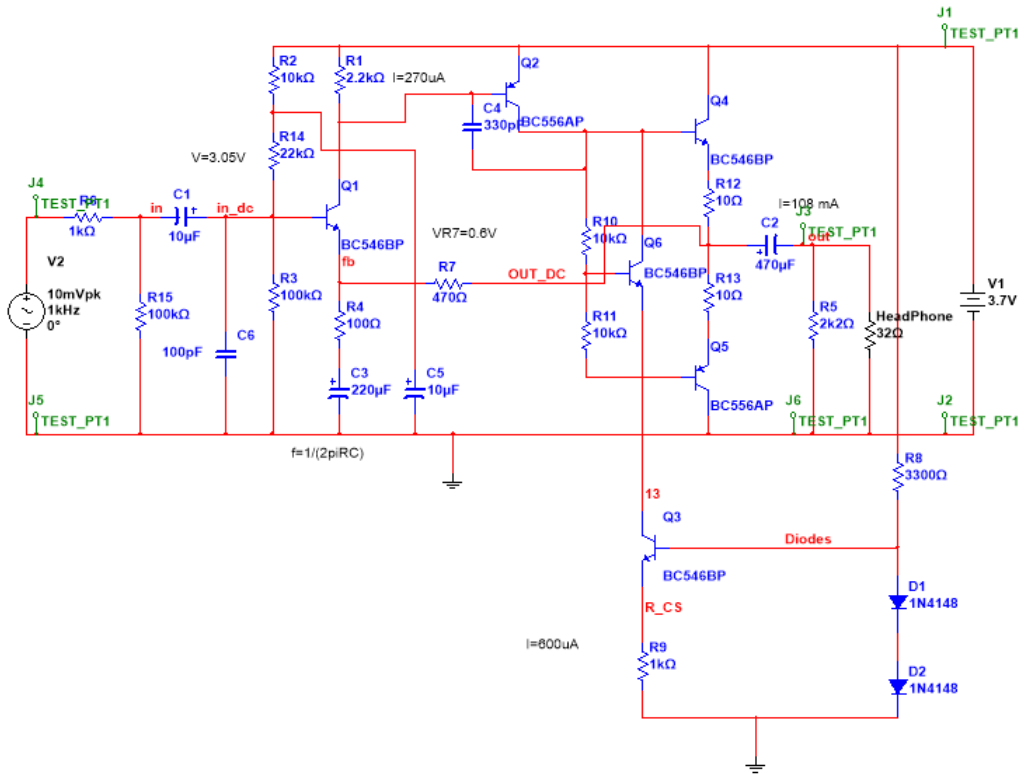 J1
TEST_PT1
R2
10kΩ
R1
2.2kΩ
I=270uA
Q2
BC556AP
C4
330pF
Q4
BC546BP
R14
22kΩ
V=3.05V
Q1
BC546BP
fb
J4
TEST_PT1
R6
1kΩ
in
C1
10µF
in_dc
R12
10Ω
I=108 mA
J3
TEST_PT1
out
C2
470µF
VR7=0.6V
R10
10kΩ
Q6
BC546BP
R7
470Ω
OUT_DC
V2
10mVpk
1kHz
0°
R15
100kΩ
R3
100kΩ
R4
100Ω
C6
100pF
C3
220µF
C5
10µF
R11
10kΩ
R13
10Ω
Q5
BC556AP
R5
2k2Ω
HeadPhone
32Ω
V1
3.7V
J5
TEST_PT1
J6
TEST_PT1
J2
TEST_PT1
f=1/(2piRC)
R8
3300Ω
13
Q3
BC546BP
Diodes
R_CS
D1
1N4148
I=600uA
R9
1kΩ
D2
1N4148